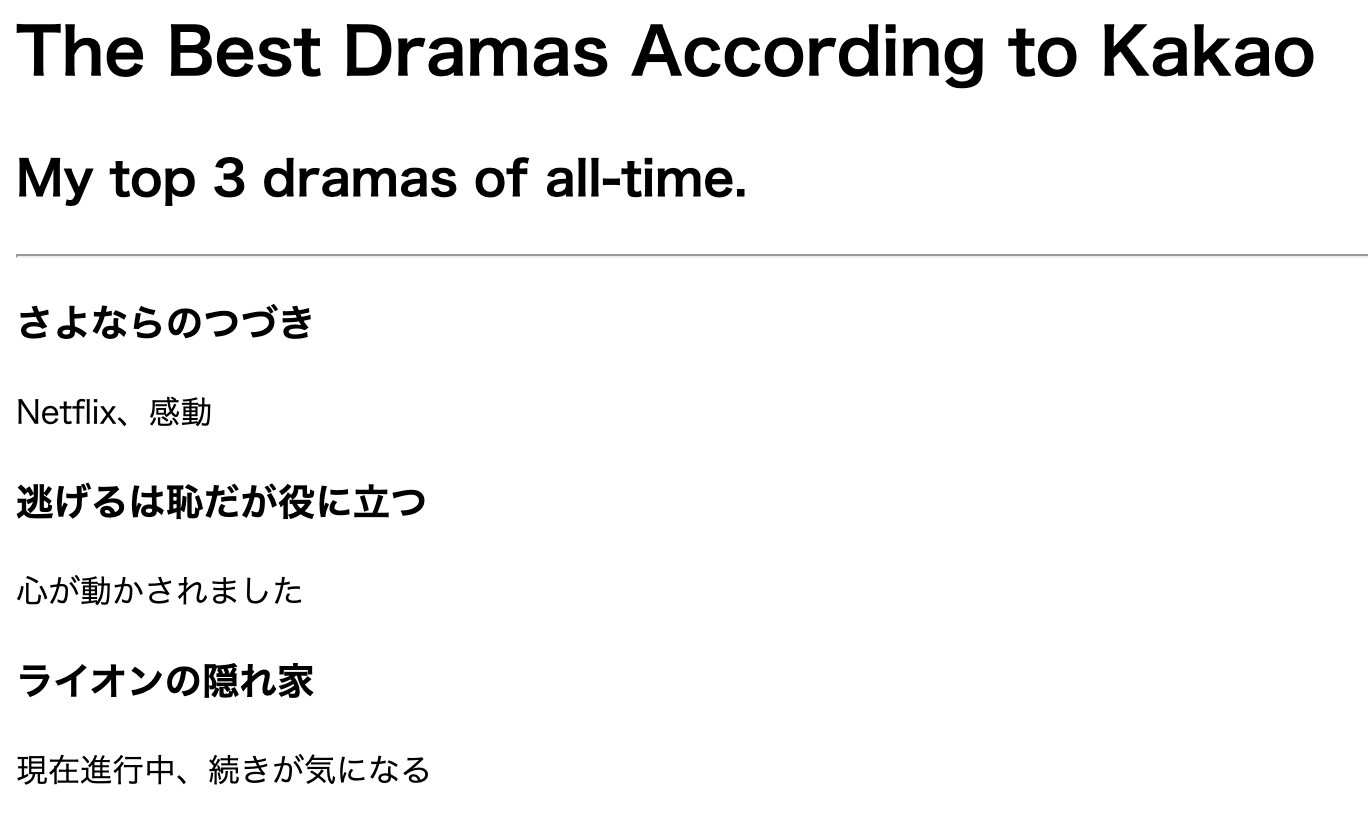 The Best Dramas According to Kakao
My top 3 dramas of all-time.
さよならのつづき
Netflix、感動
逃げるは恥だが役に立つ
心が動かされました
ライオンの隠れ家
現在進行中、続きが気になる